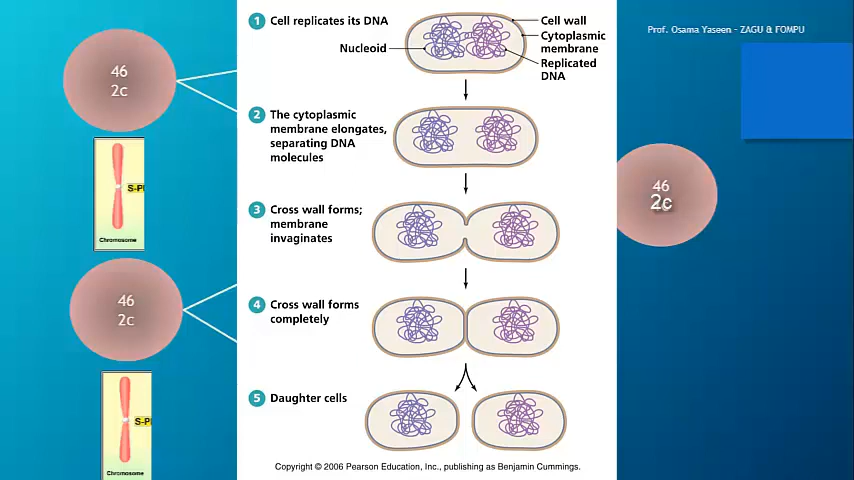 Prof. Osama Yaseen - ZAGU & FOMPU
46
2c
S-P
Chromosome
46
2c
S-P
Chromosome
1 Cell replicates its DNA
Nucleoid
Cell wall
Cytoplasmic
membrane
Replicated
DNA
2 The cytoplasmic
membrane elongates,
separating DNA
molecules
3 Cross wall forms;
membrane
invaginates
4 Cross wall forms
completely
5 Daughter cells
Copyright © 2006 Pearson Education, Inc., publishing as Benjamin Cummings.
46
2c